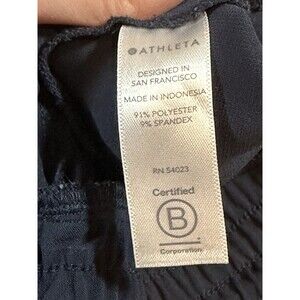 ATHLETA
DESIGNED IN
SAN FRANCISCO
MADE IN INDONESIA
91% POLYESTER
9% SPANDEX
RN 54023
Certified
B
Corporation